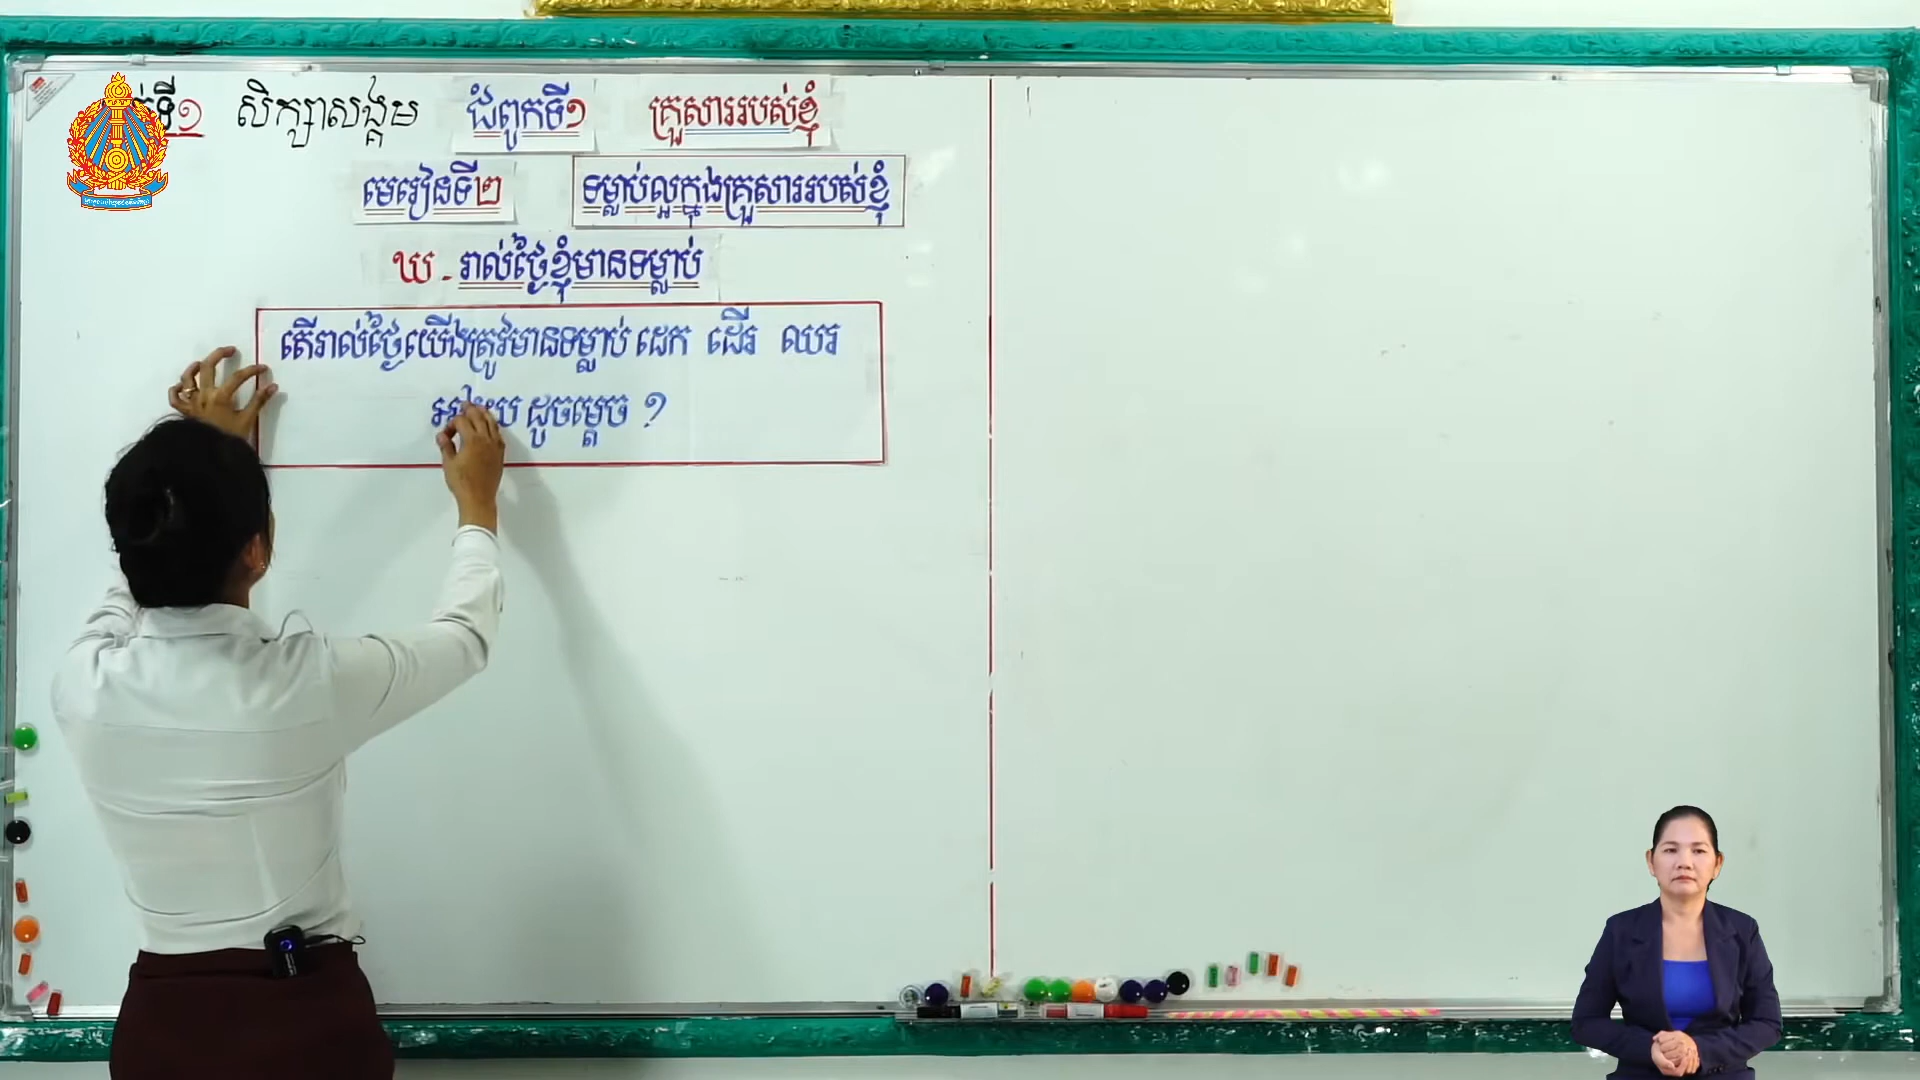 ទី១ សិក្សាសង្គម ជំពូកទី១ គ្រួសាររបស់ខ្ញុំ
មេរៀនទី២ ទម្លាប់ល្អក្នុងគ្រួសាររបស់ខ្ញុំ
ឃ - រាល់ថ្ងៃខ្ញុំមានទម្លាប់
តើរាល់ថ្ងៃយើងត្រូវមានទម្លាប់ ដេក ដើរ ឈរ
ដូចម្ដេច ?